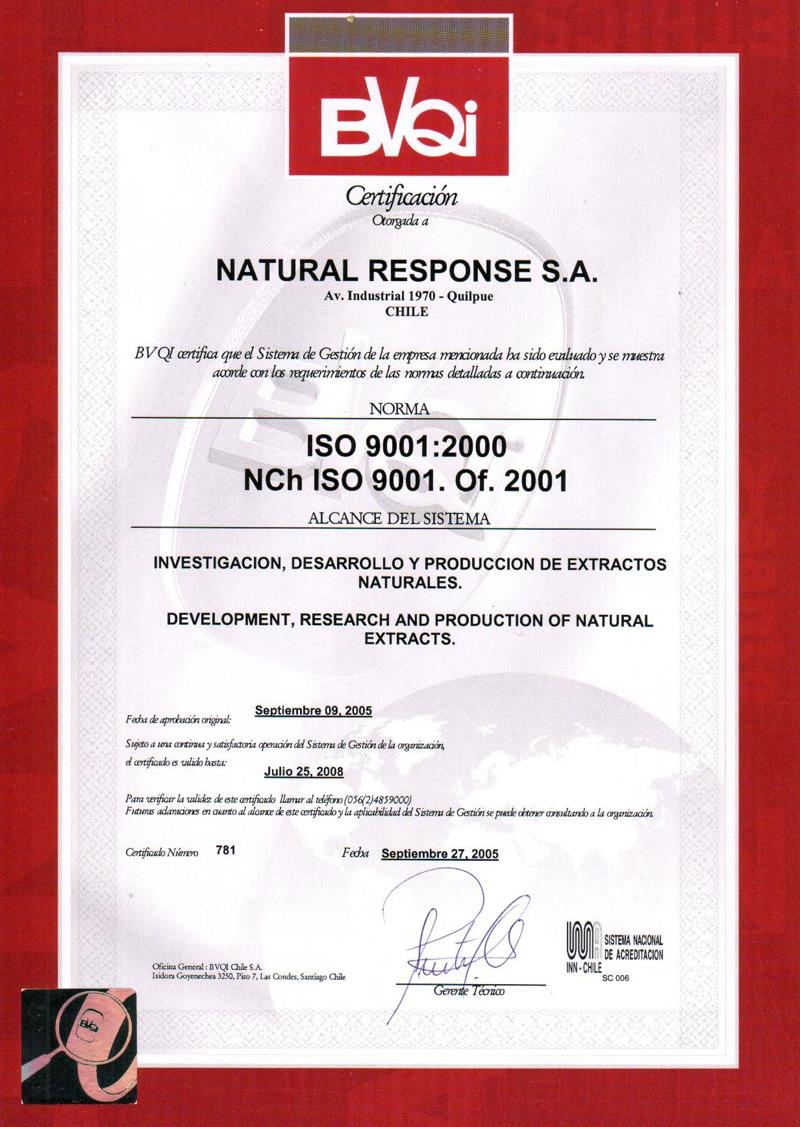 BVQi
Certificación
Otorgada a
NATURAL RESPONSE S.A.
Av. Industrial 1970 - Quilpue
CHILE
BVQI certifica que el Sistema de Gestión de la empresa mencionada ha sido evaluado y se muestra
acorde con los requerimientos de las normas detalladas a continuación.
NORMA
ISO 9001:2000
NCh ISO 9001. Of. 2001
ALCANCE DEL SISTEMA
INVESTIGACION, DESARROLLO Y PRODUCCION DE EXTRACTOS
NATURALES.
DEVELOPMENT, RESEARCH AND PRODUCTION OF NATURAL
EXTRACTS.
Fecha de aprobación original: Septiembre 09, 2005
Sujeto a una continua y satisfactoria operación del Sistema de Gestión de la organización,
el certificado es valido hasta: Julio 25, 2008
Para verificar la validez de este certificado llamar al teléfono (056(2)4859000)
Futuras aclaraciones en cuanto al alcance de este certificado y la aplicabilidad del Sistema de Gestión se puede obtener consultando a la organización.
Certificado Número 781 Fecha Septiembre 27, 2005
Oficina General : BVQI Chile S.A.
Isidora Goyenechea 3250, Piso 7, Las Condes, Santiago Chile
Gerente Técnico
SISTEMA NACIONAL
DE ACREDITACION
INN - CHILE
SC 006
BVQi